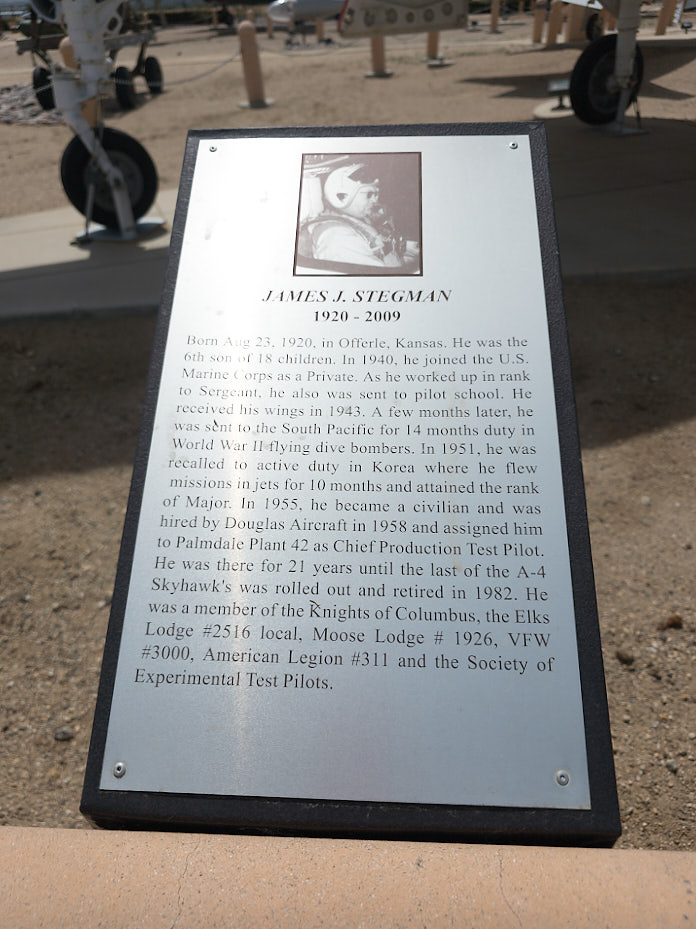 JAMES J. STEGMAN
1920 - 2009
Born Aug 23, 1920, in Offerle, Kansas. He was the
6th son of 18 children. In 1940, he joined the U.S.
Marine Corps as a Private. As he worked up in rank
to Sergeant, he also was sent to pilot school. He
received his wings in 1943. A few months later, he
was sent to the South Pacific for 14 months duty in
World War II flying dive bombers. In 1951, he was
recalled to active duty in Korea where he flew
missions in jets for 10 months and attained the rank
of Major. In 1955, he became a civilian and was
hired by Douglas Aircraft in 1958 and assigned him
to Palmdale Plant 42 as Chief Production Test Pilot.
He was there for 21 years until the last of the A-4
Skyhawk's was rolled out and retired in 1982. He
was a member of the Knights of Columbus, the Elks
Lodge #2516 local, Moose Lodge # 1926, VFW
#3000, American Legion #311 and the Society of
Experimental Test Pilots.